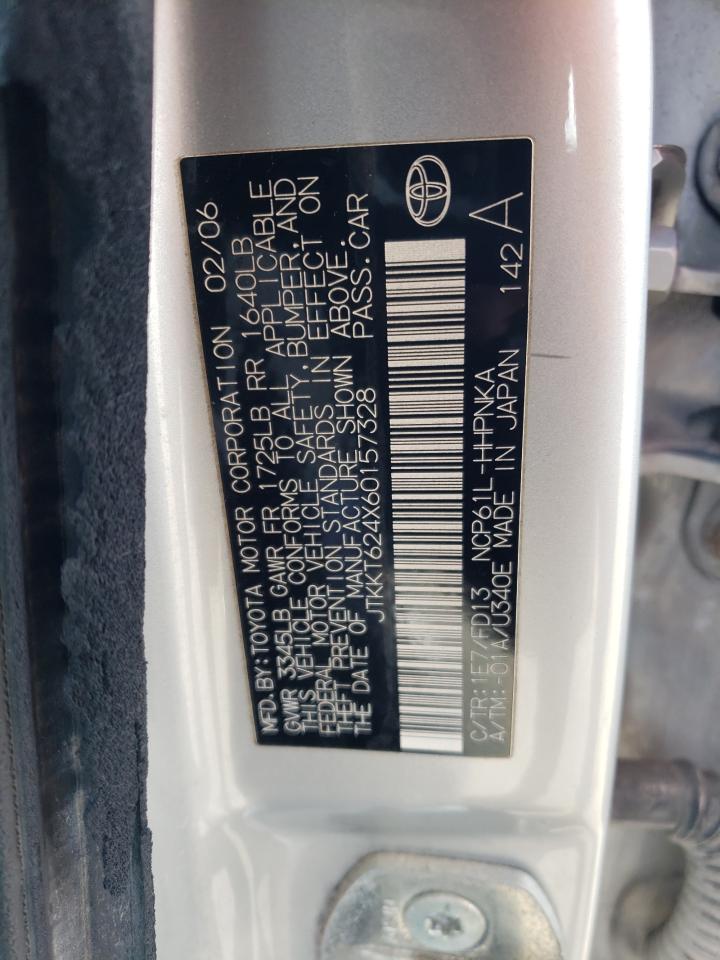 MFD. BY: TOYOTA MOTOR CORPORATION 02/06
GVWR 3345LB GAWR FR 1725LB RR 1640LB
THIS VEHICLE CONFORMS TO ALL APPLICABLE
FEDERAL MOTOR VEHICLE SAFETY, BUMPER, AND
THEFT PREVENTION STANDARDS IN EFFECT ON
THE DATE OF MANUFACTURE SHOWN ABOVE.
JTKKT624X60157328 PASS. CAR
C/TR: 1E7/FD13 NCP61L-HHPNKA
A/TM:-01A/U340E MADE IN JAPAN 142 A